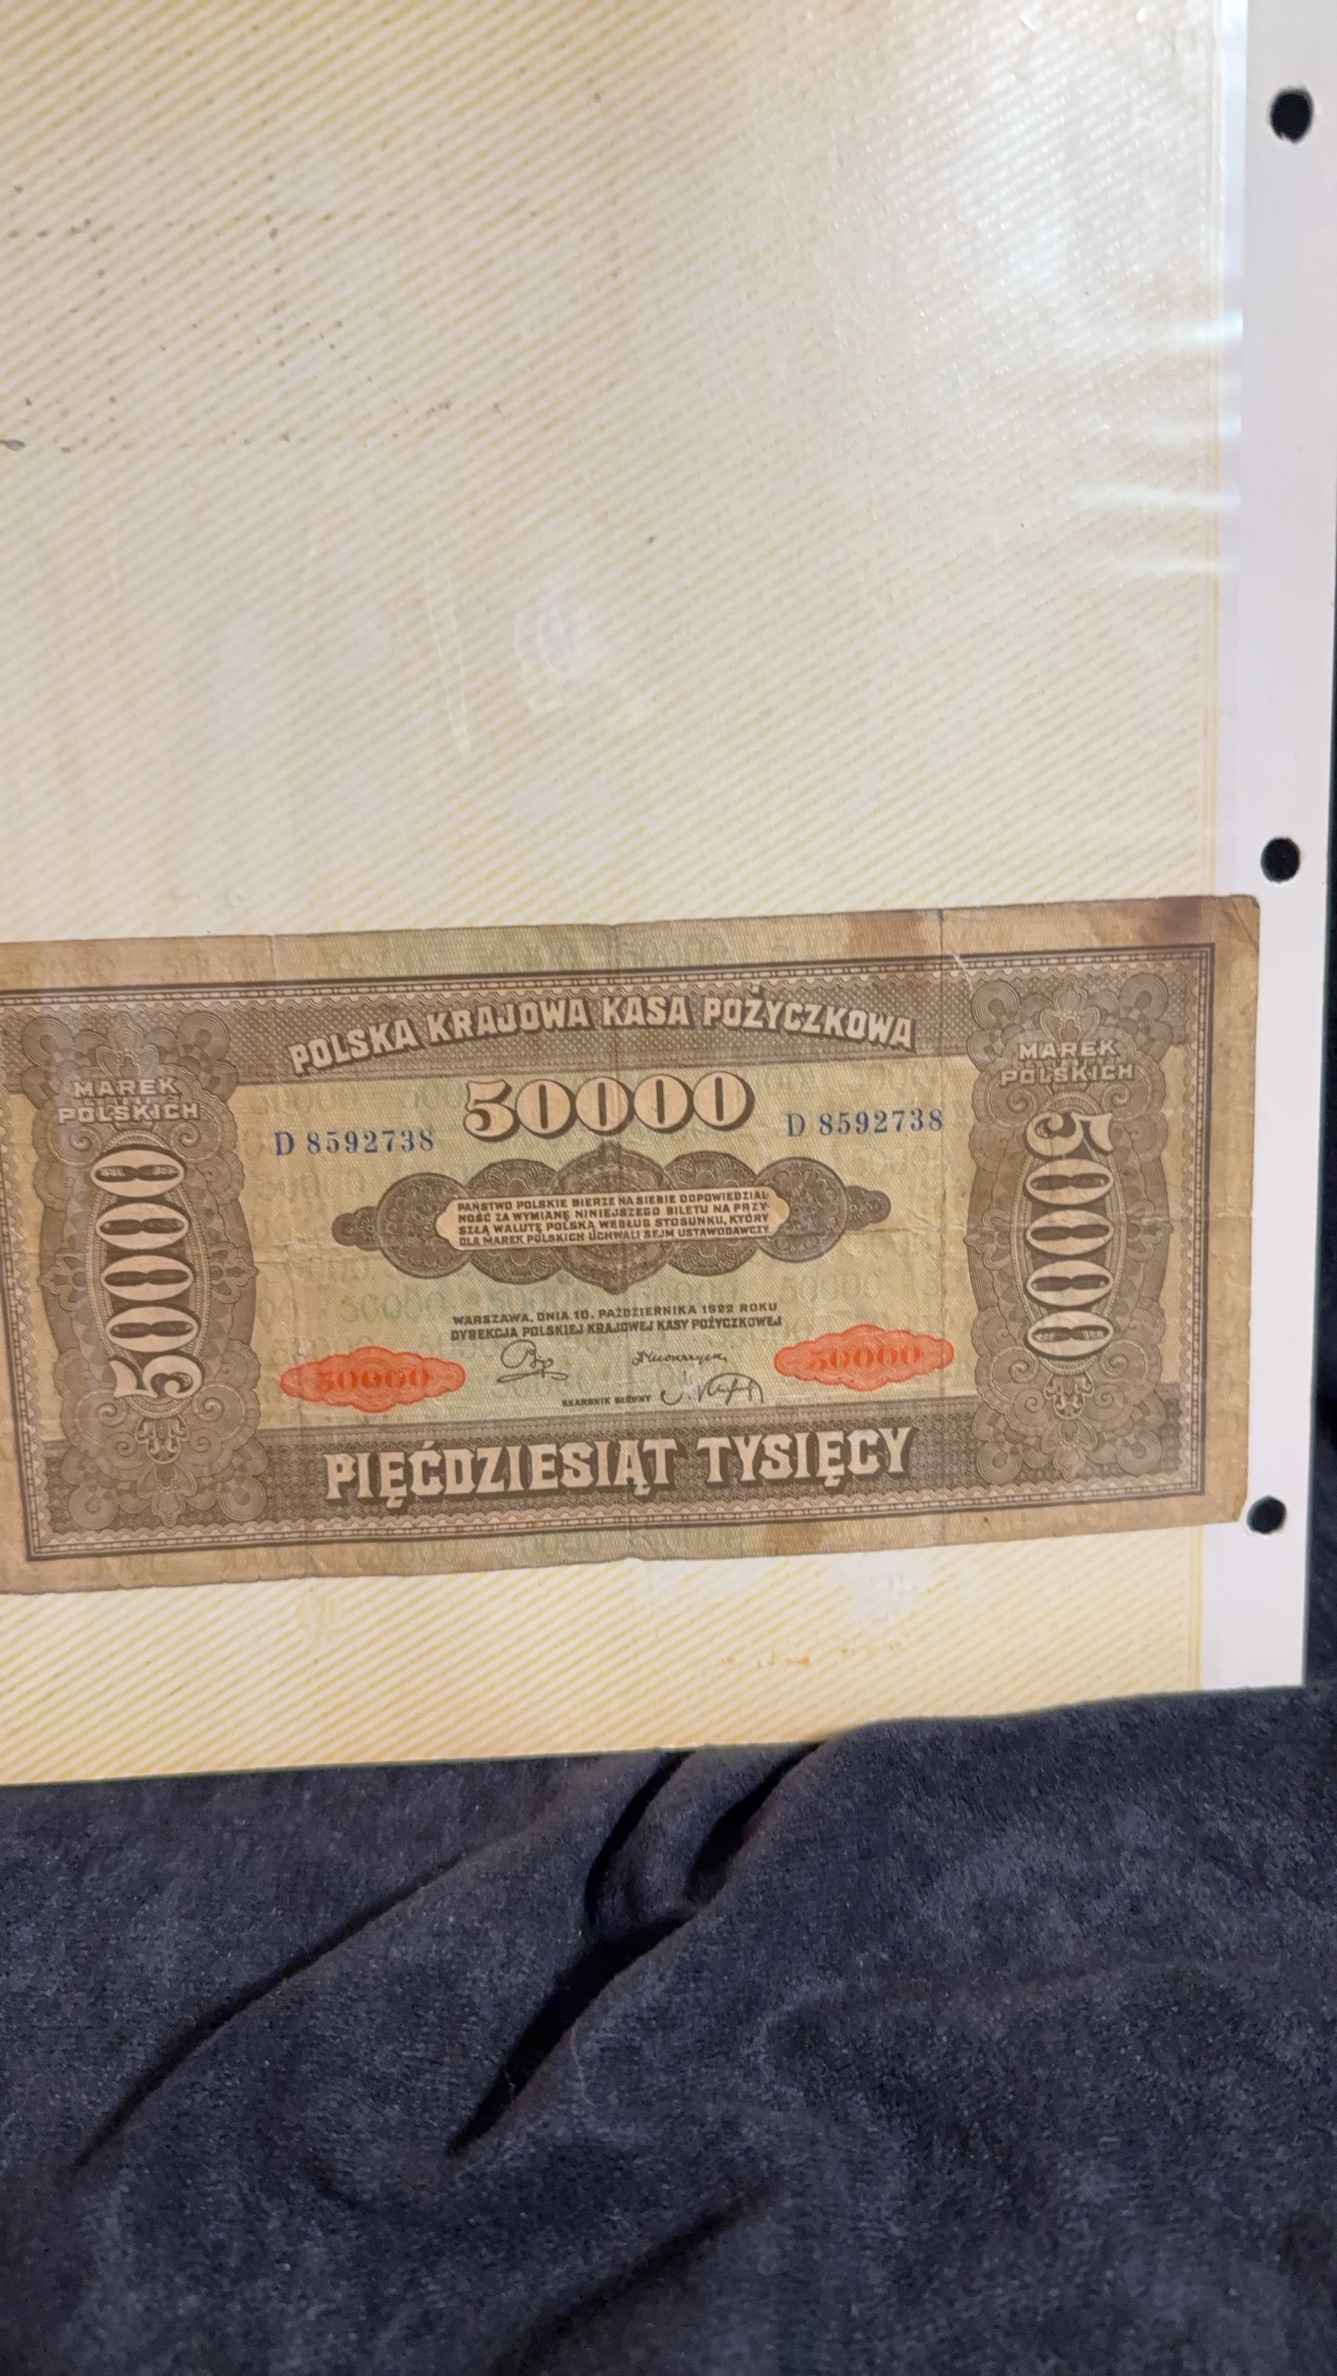 POLSKA KRAJOWA KASA POŻYCZKOWA
MAREK
POLSKICH
50000
MAREK
POLSKICH
D 8592738
D 8592738
50000
50000
PAŃSTWO POLSKIE BIERZE NA SIEBIE ODPOWIEDZIAL-
NOŚĆ ZA WYMIANĘ NINIEJSZEGO BILETU NA PRZY-
SZŁĄ WALUTĘ POLSKĄ WEDŁUG STOSUNKU, KTÓRY
DLA MAREK POLSKICH UCHWALI SEJM USTAWODAWCZY.
WARSZAWA, DNIA 10. PAŹDZIERNIKA 1922 ROKU
DYREKCJA POLSKIEJ KRAJOWEJ KASY POŻYCZKOWEJ
50000
50000
SKARBNIK GŁÓWNY
PIĘĆDZIESIĄT TYSIĘCY